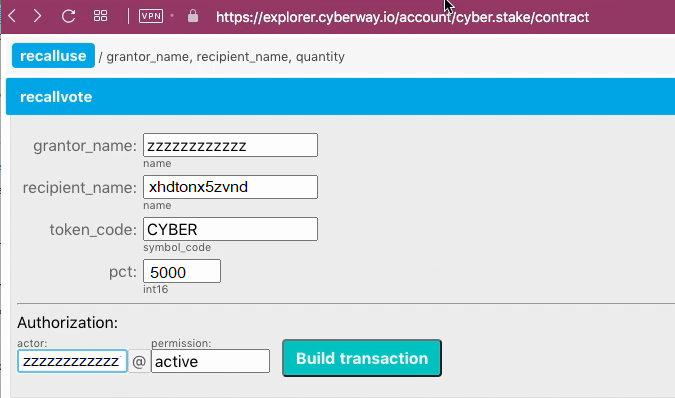 VPN https://explorer.cyberway.io/account/cyber.stake/contract
recalluse / grantor_name, recipient_name, quantity
recallvote
grantor_name: zzzzzzzzzzzz
name
recipient_name: xhdtonx5zvnd
name
token_code: CYBER
symbol_code
pct: 5000
int16
Authorization:
actor: permission:
zzzzzzzzzzzz @ active Build transaction